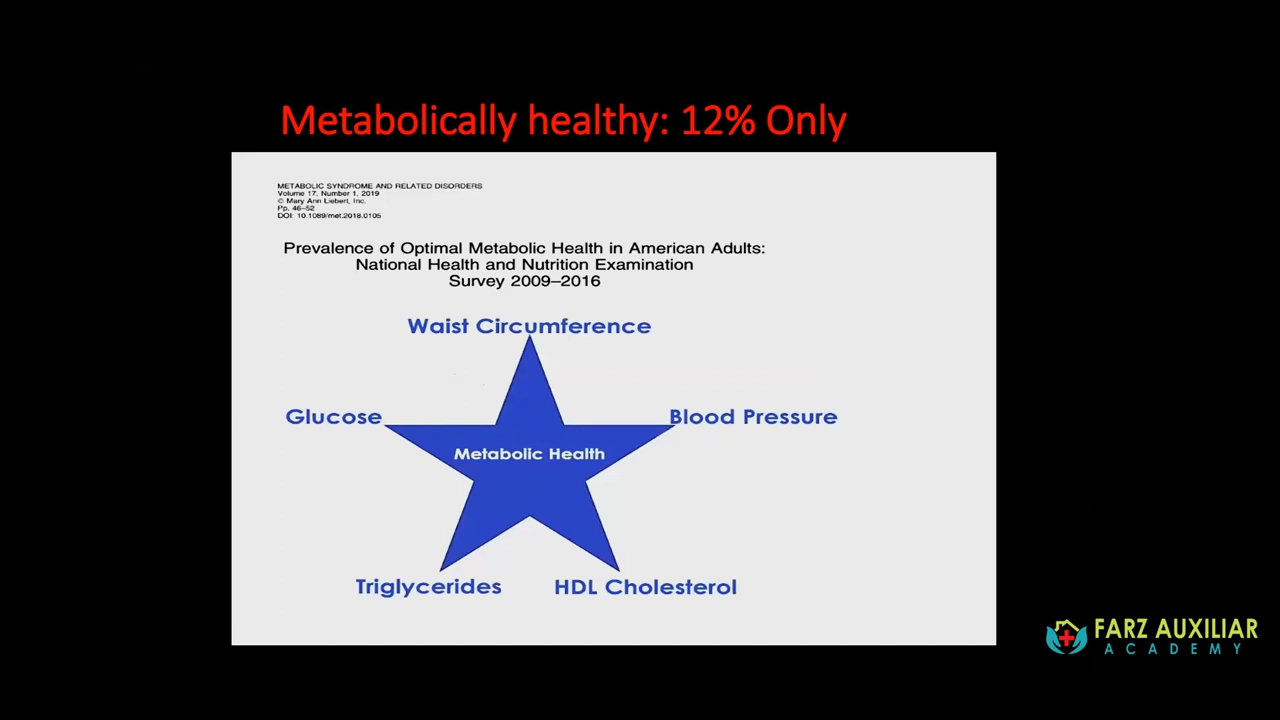 Metabolically healthy: 12% Only
METABOLIC SYNDROME AND RELATED DISORDERS
Volume 17, Number 1, 2019
© Mary Ann Liebert, Inc.
Pp. 46–52
DOI: 10.1089/met.2018.0105
Prevalence of Optimal Metabolic Health in American Adults:
National Health and Nutrition Examination
Survey 2009–2016
Waist Circumference
Glucose
Blood Pressure
Metabolic Health
Triglycerides
HDL Cholesterol
FARZ AUXILIAR
ACADEMY